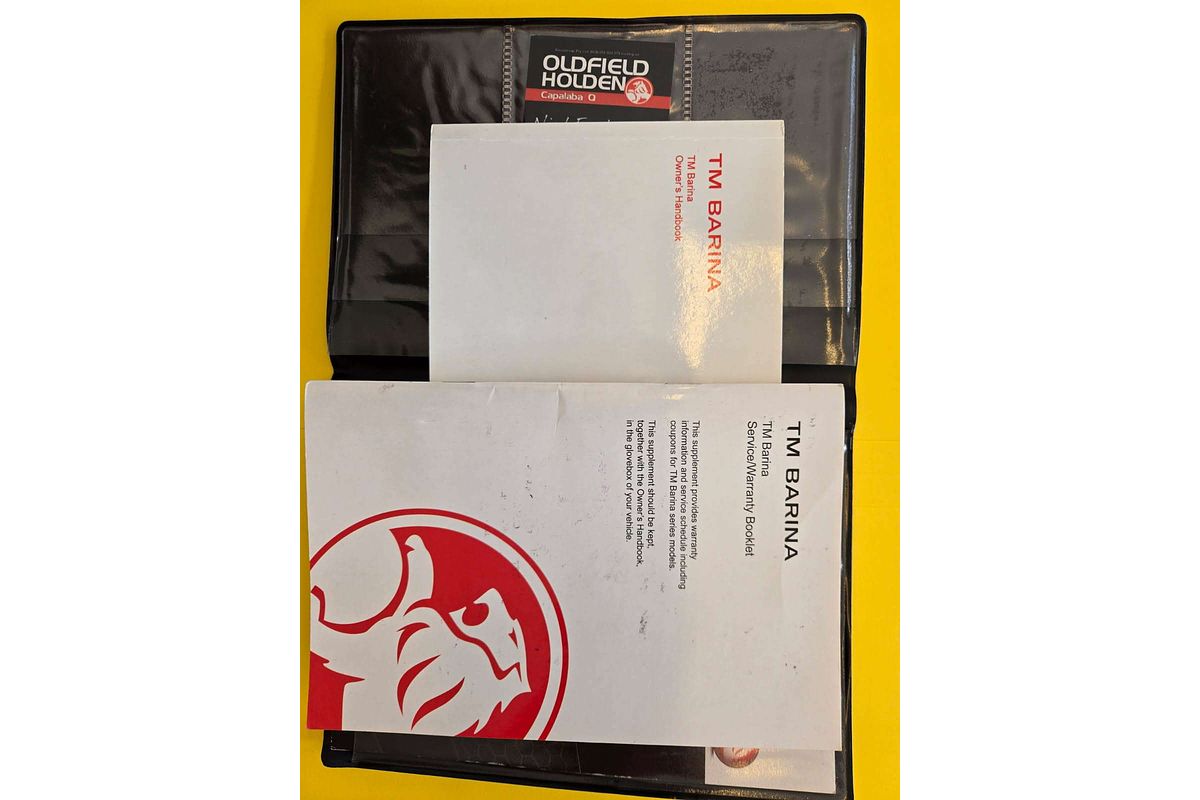 OLDFIELD
HOLDEN
Capalaba Q
TM BARINA
TM Barina
Owner's Handbook
TM BARINA
TM Barina
Service/Warranty Booklet
This supplement provides warranty
information and service schedule including
coupons for TM Barina series models.
This supplement should be kept,
together with the Owner's Handbook,
in the glovebox of your vehicle.